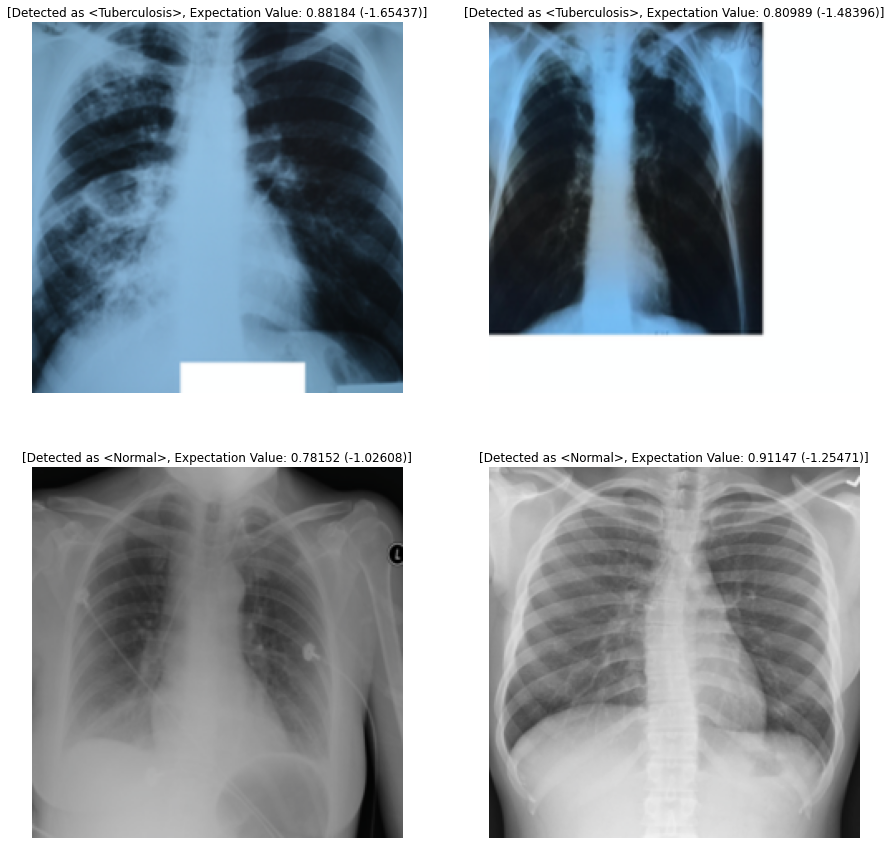 [Detected as <Tuberculosis>, Expectation Value: 0.88184 (-1.65437)]
[Detected as <Tuberculosis>, Expectation Value: 0.80989 (-1.48396)]
[Detected as <Normal>, Expectation Value: 0.78152 (-1.02608)]
[Detected as <Normal>, Expectation Value: 0.91147 (-1.25471)]
L